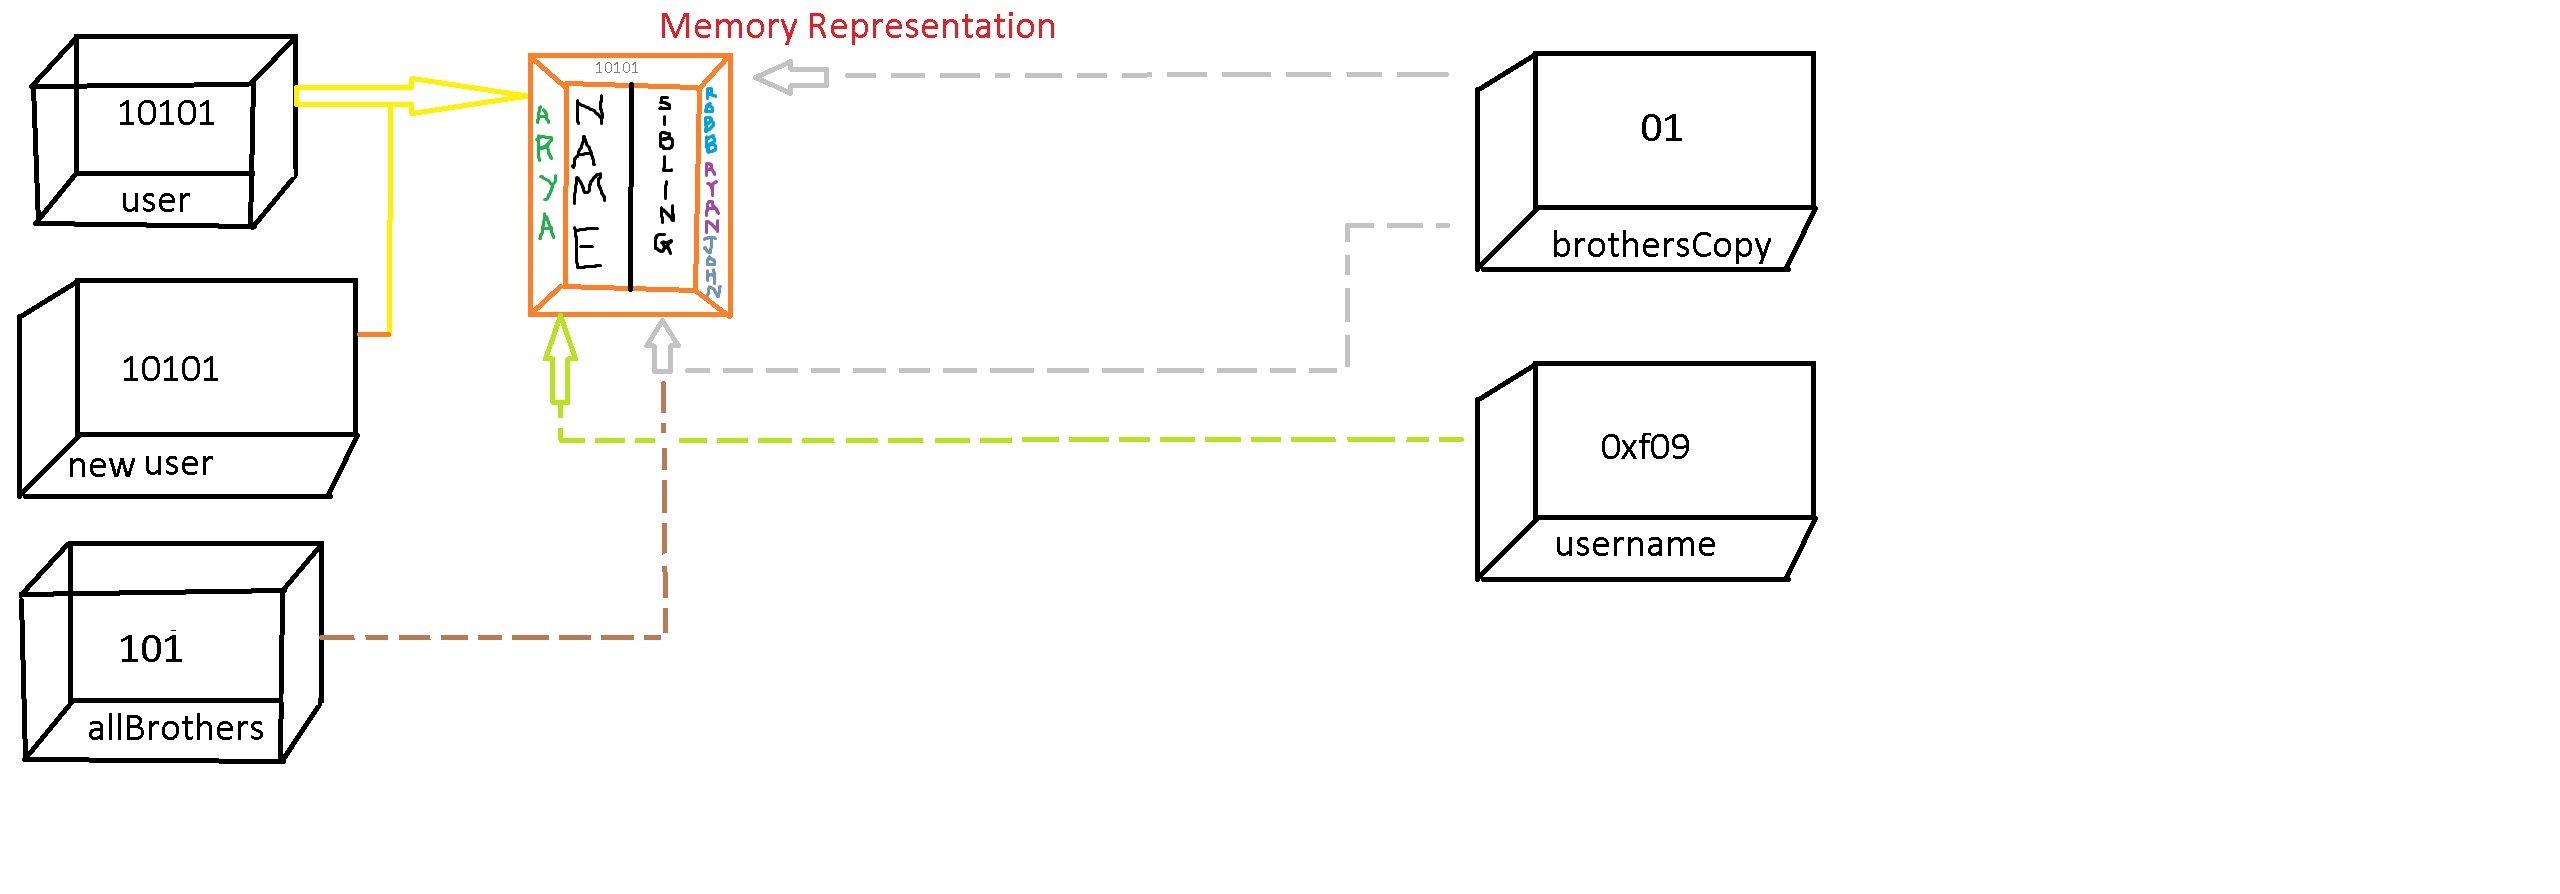 Memory Representation
10101
user
10101
new user
101
allBrothers
10101
ARYA
NAME
SIBLING
ROBB
RYAN
JOHN
01
brothersCopy
0xf09
username